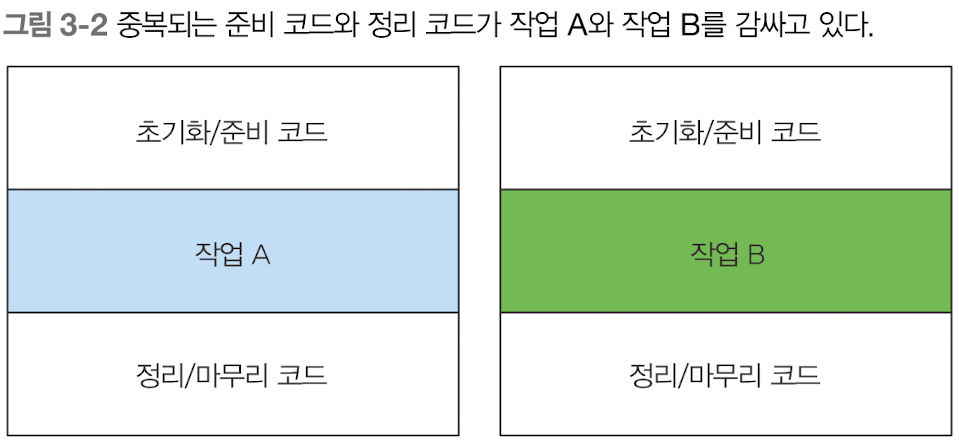 그림 3-2 중복되는 준비 코드와 정리 코드가 작업 A와 작업 B를 감싸고 있다.
초기화/준비 코드
작업 A
정리/마무리 코드
초기화/준비 코드
작업 B
정리/마무리 코드